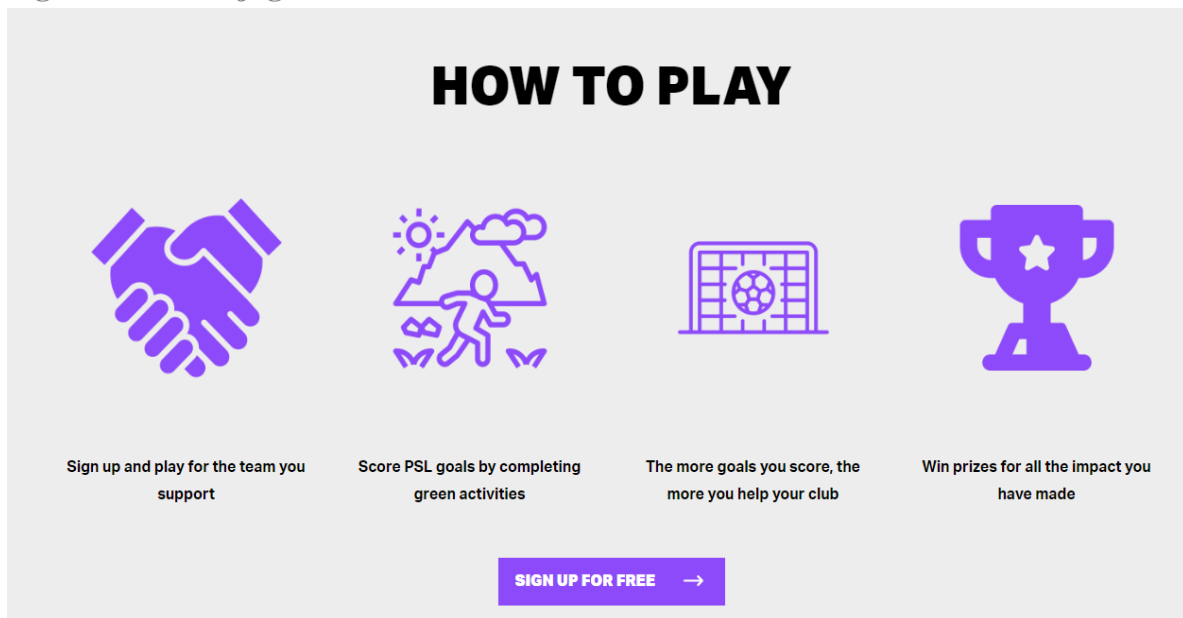 HOW TO PLAY
Sign up and play for the team you
support
Score PSL goals by completing
green activities
The more goals you score, the
more you help your club
Win prizes for all the impact you
have made
SIGN UP FOR FREE →